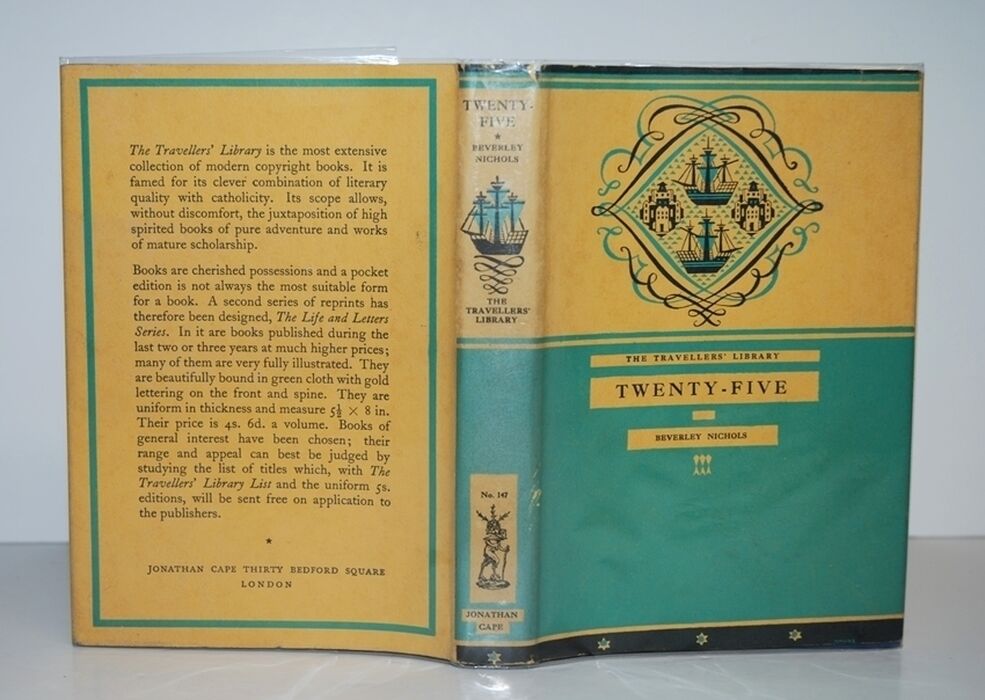 The Travellers' Library is the most extensive
collection of modern copyright books. It is
famed for its clever combination of literary
quality with catholicity. Its scope allows,
without discomfort, the juxtaposition of high
spirited books of pure adventure and works
of mature scholarship.
Books are cherished possessions and a pocket
edition is not always the most suitable form
for a book. A second series of reprints has
therefore been designed, The Life and Letters
Series. In it are books published during the
last two or three years at much higher prices;
many of them are very fully illustrated. They
are beautifully bound in green cloth with gold
lettering on the front and spine. They are
uniform in thickness and measure 5½ × 8 in.
Their price is 4s. 6d. a volume. Books of
general interest have been chosen; their
range and appeal can best be judged by
studying the list of titles which, with The
Travellers' Library List and the uniform 5s.
editions, will be sent free on application to
the publishers.
JONATHAN CAPE THIRTY BEDFORD SQUARE
LONDON
TWENTY-
FIVE
BEVERLEY
NICHOLS
THE
TRAVELLERS'
LIBRARY
No. 147
JONATHAN
CAPE
THE TRAVELLERS' LIBRARY
TWENTY-FIVE
BEVERLEY NICHOLS